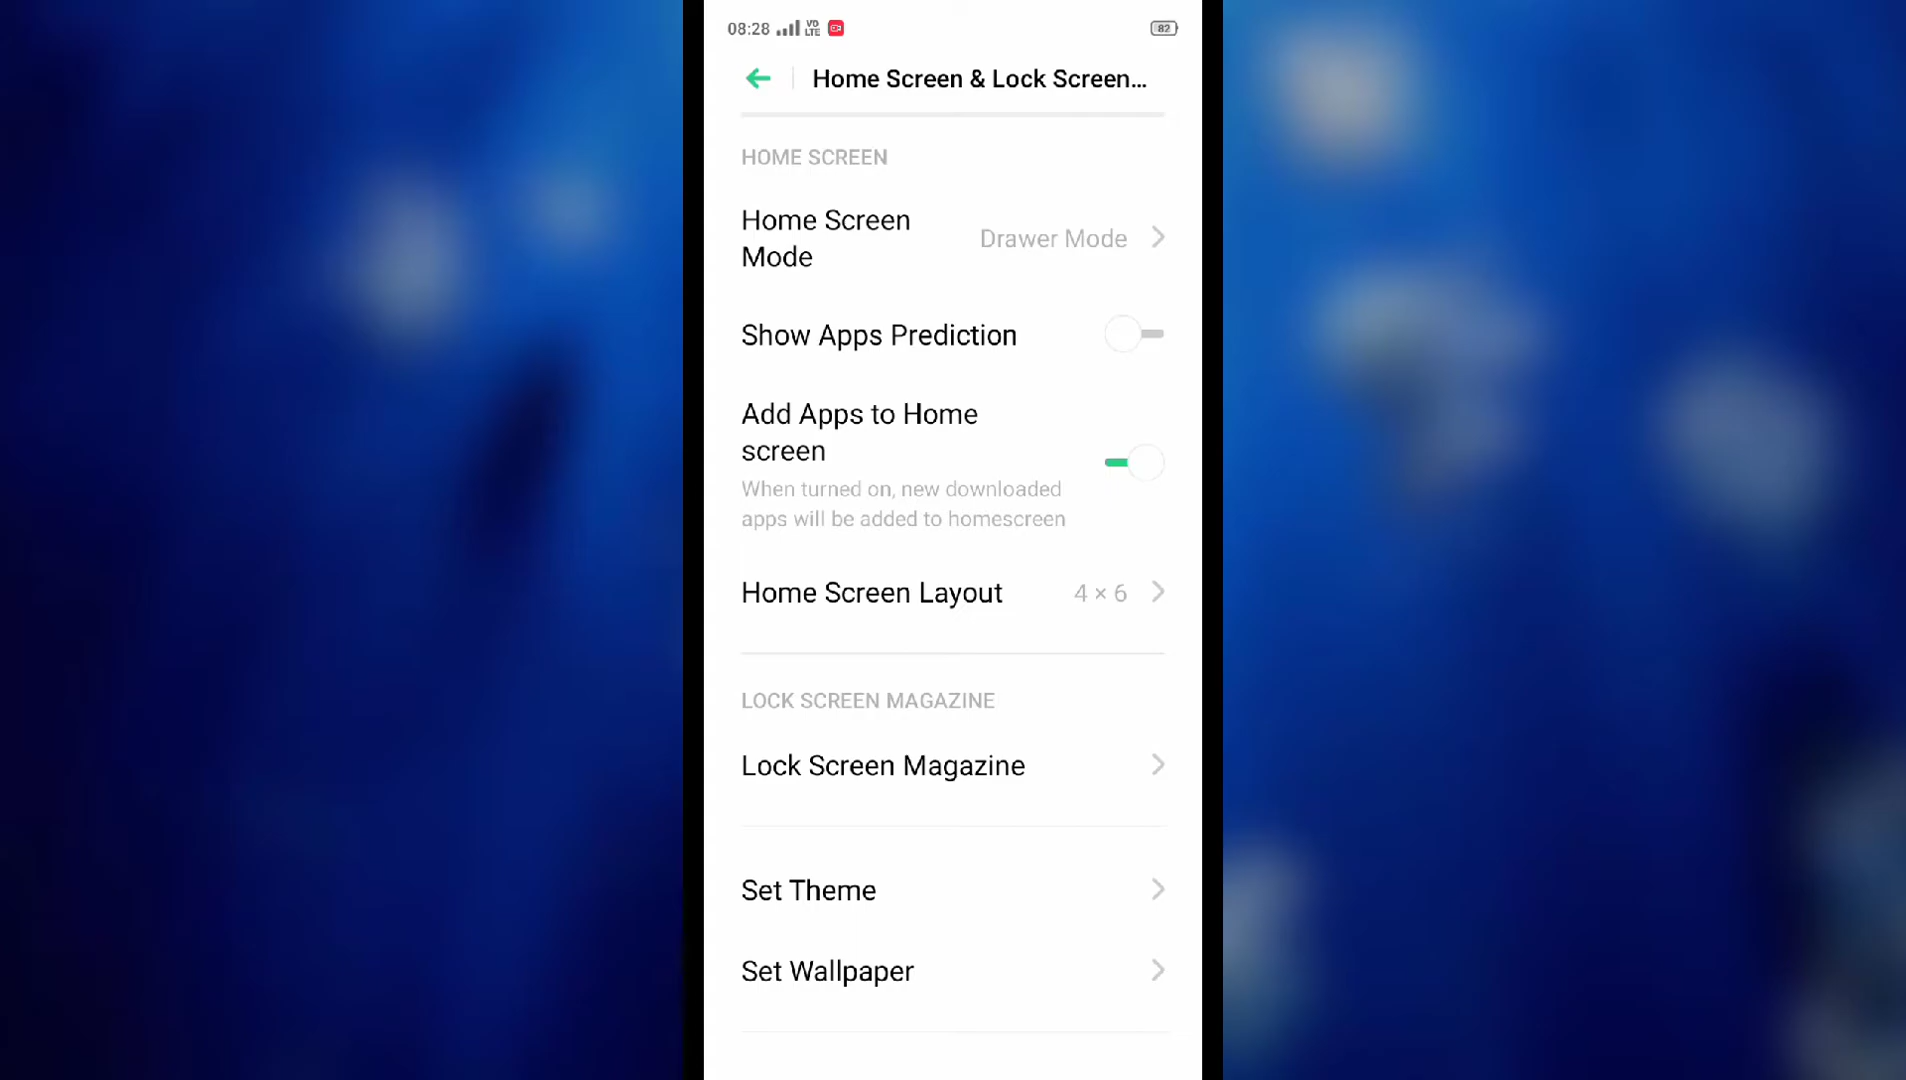 08:28 VO LTE 82
Home Screen & Lock Screen...
HOME SCREEN
Home Screen
Mode
Drawer Mode
Show Apps Prediction
Add Apps to Home
screen
When turned on, new downloaded
apps will be added to homescreen
Home Screen Layout 4 × 6
LOCK SCREEN MAGAZINE
Lock Screen Magazine
Set Theme
Set Wallpaper